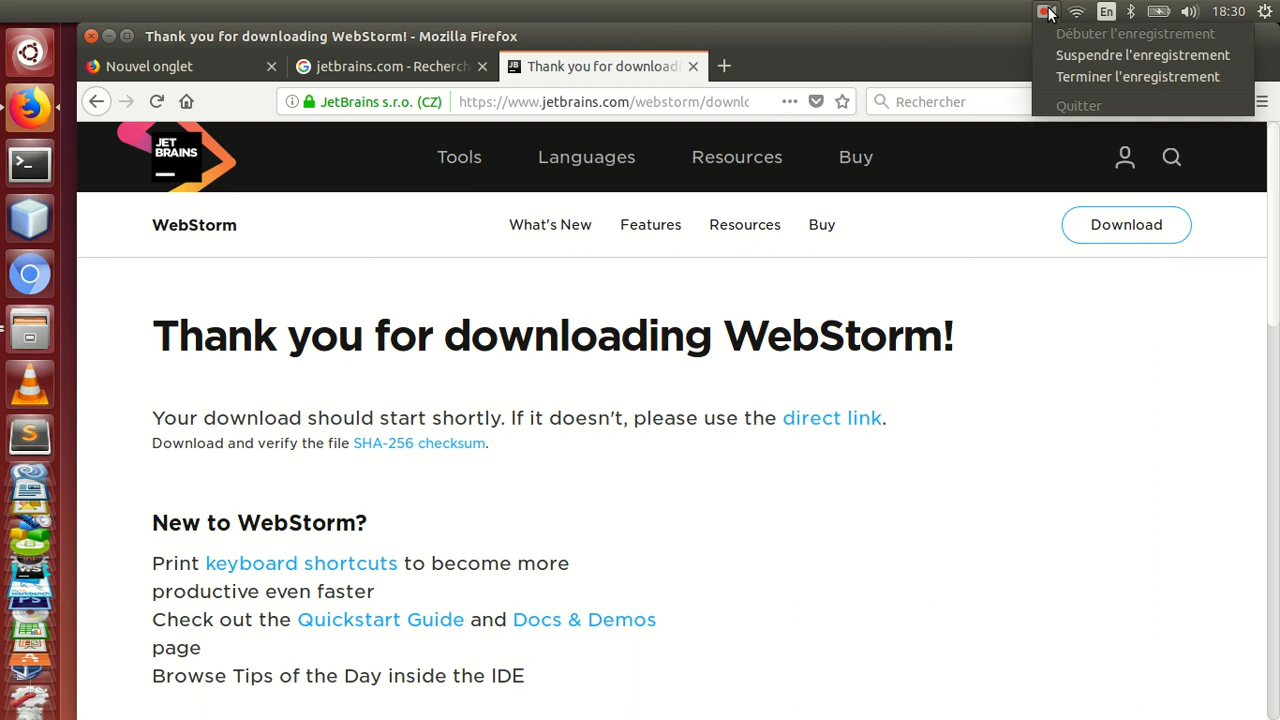 Thank you for downloading WebStorm! - Mozilla Firefox
En
18:30
Débuter l'enregistrement
Suspendre l'enregistrement
Terminer l'enregistrement
Quitter
Nouvel onglet
jetbrains.com - Recherch
Thank you for downloadi
JetBrains s.r.o. (CZ)
https://www.jetbrains.com/webstorm/downlo
Rechercher
JET
BRAINS
Tools
Languages
Resources
Buy
WebStorm
What's New
Features
Resources
Buy
Download
Thank you for downloading WebStorm!
Your download should start shortly. If it doesn't, please use the direct link.
Download and verify the file SHA-256 checksum.
New to WebStorm?
Print keyboard shortcuts to become more
productive even faster
Check out the Quickstart Guide and Docs & Demos
page
Browse Tips of the Day inside the IDE